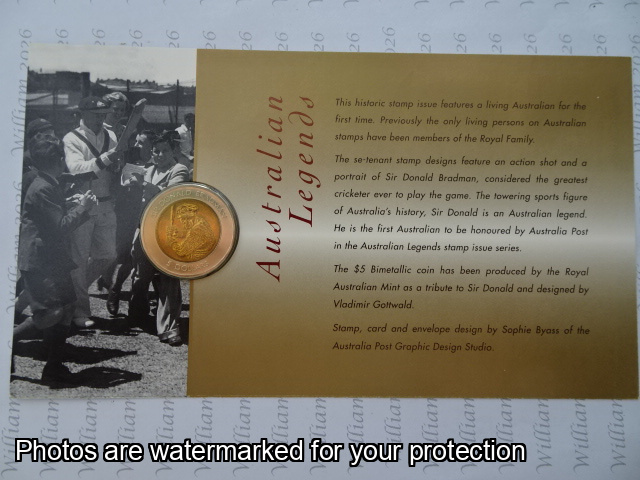 Australian
Legends
This historic stamp issue features a living Australian for the
first time. Previously the only living persons on Australian
stamps have been members of the Royal Family.
The se-tenant stamp designs feature an action shot and a
portrait of Sir Donald Bradman, considered the greatest
cricketer ever to play the game. The towering sports figure
of Australia's history, Sir Donald is an Australian legend.
He is the first Australian to be honoured by Australia Post
in the Australian Legends stamp issue series.
The $5 Bimetallic coin has been produced by the Royal
Australian Mint as a tribute to Sir Donald and designed by
Vladimir Gottwald.
Stamp, card and envelope design by Sophie Byass of the
Australia Post Graphic Design Studio.
William 2026
Photos are watermarked for your protection